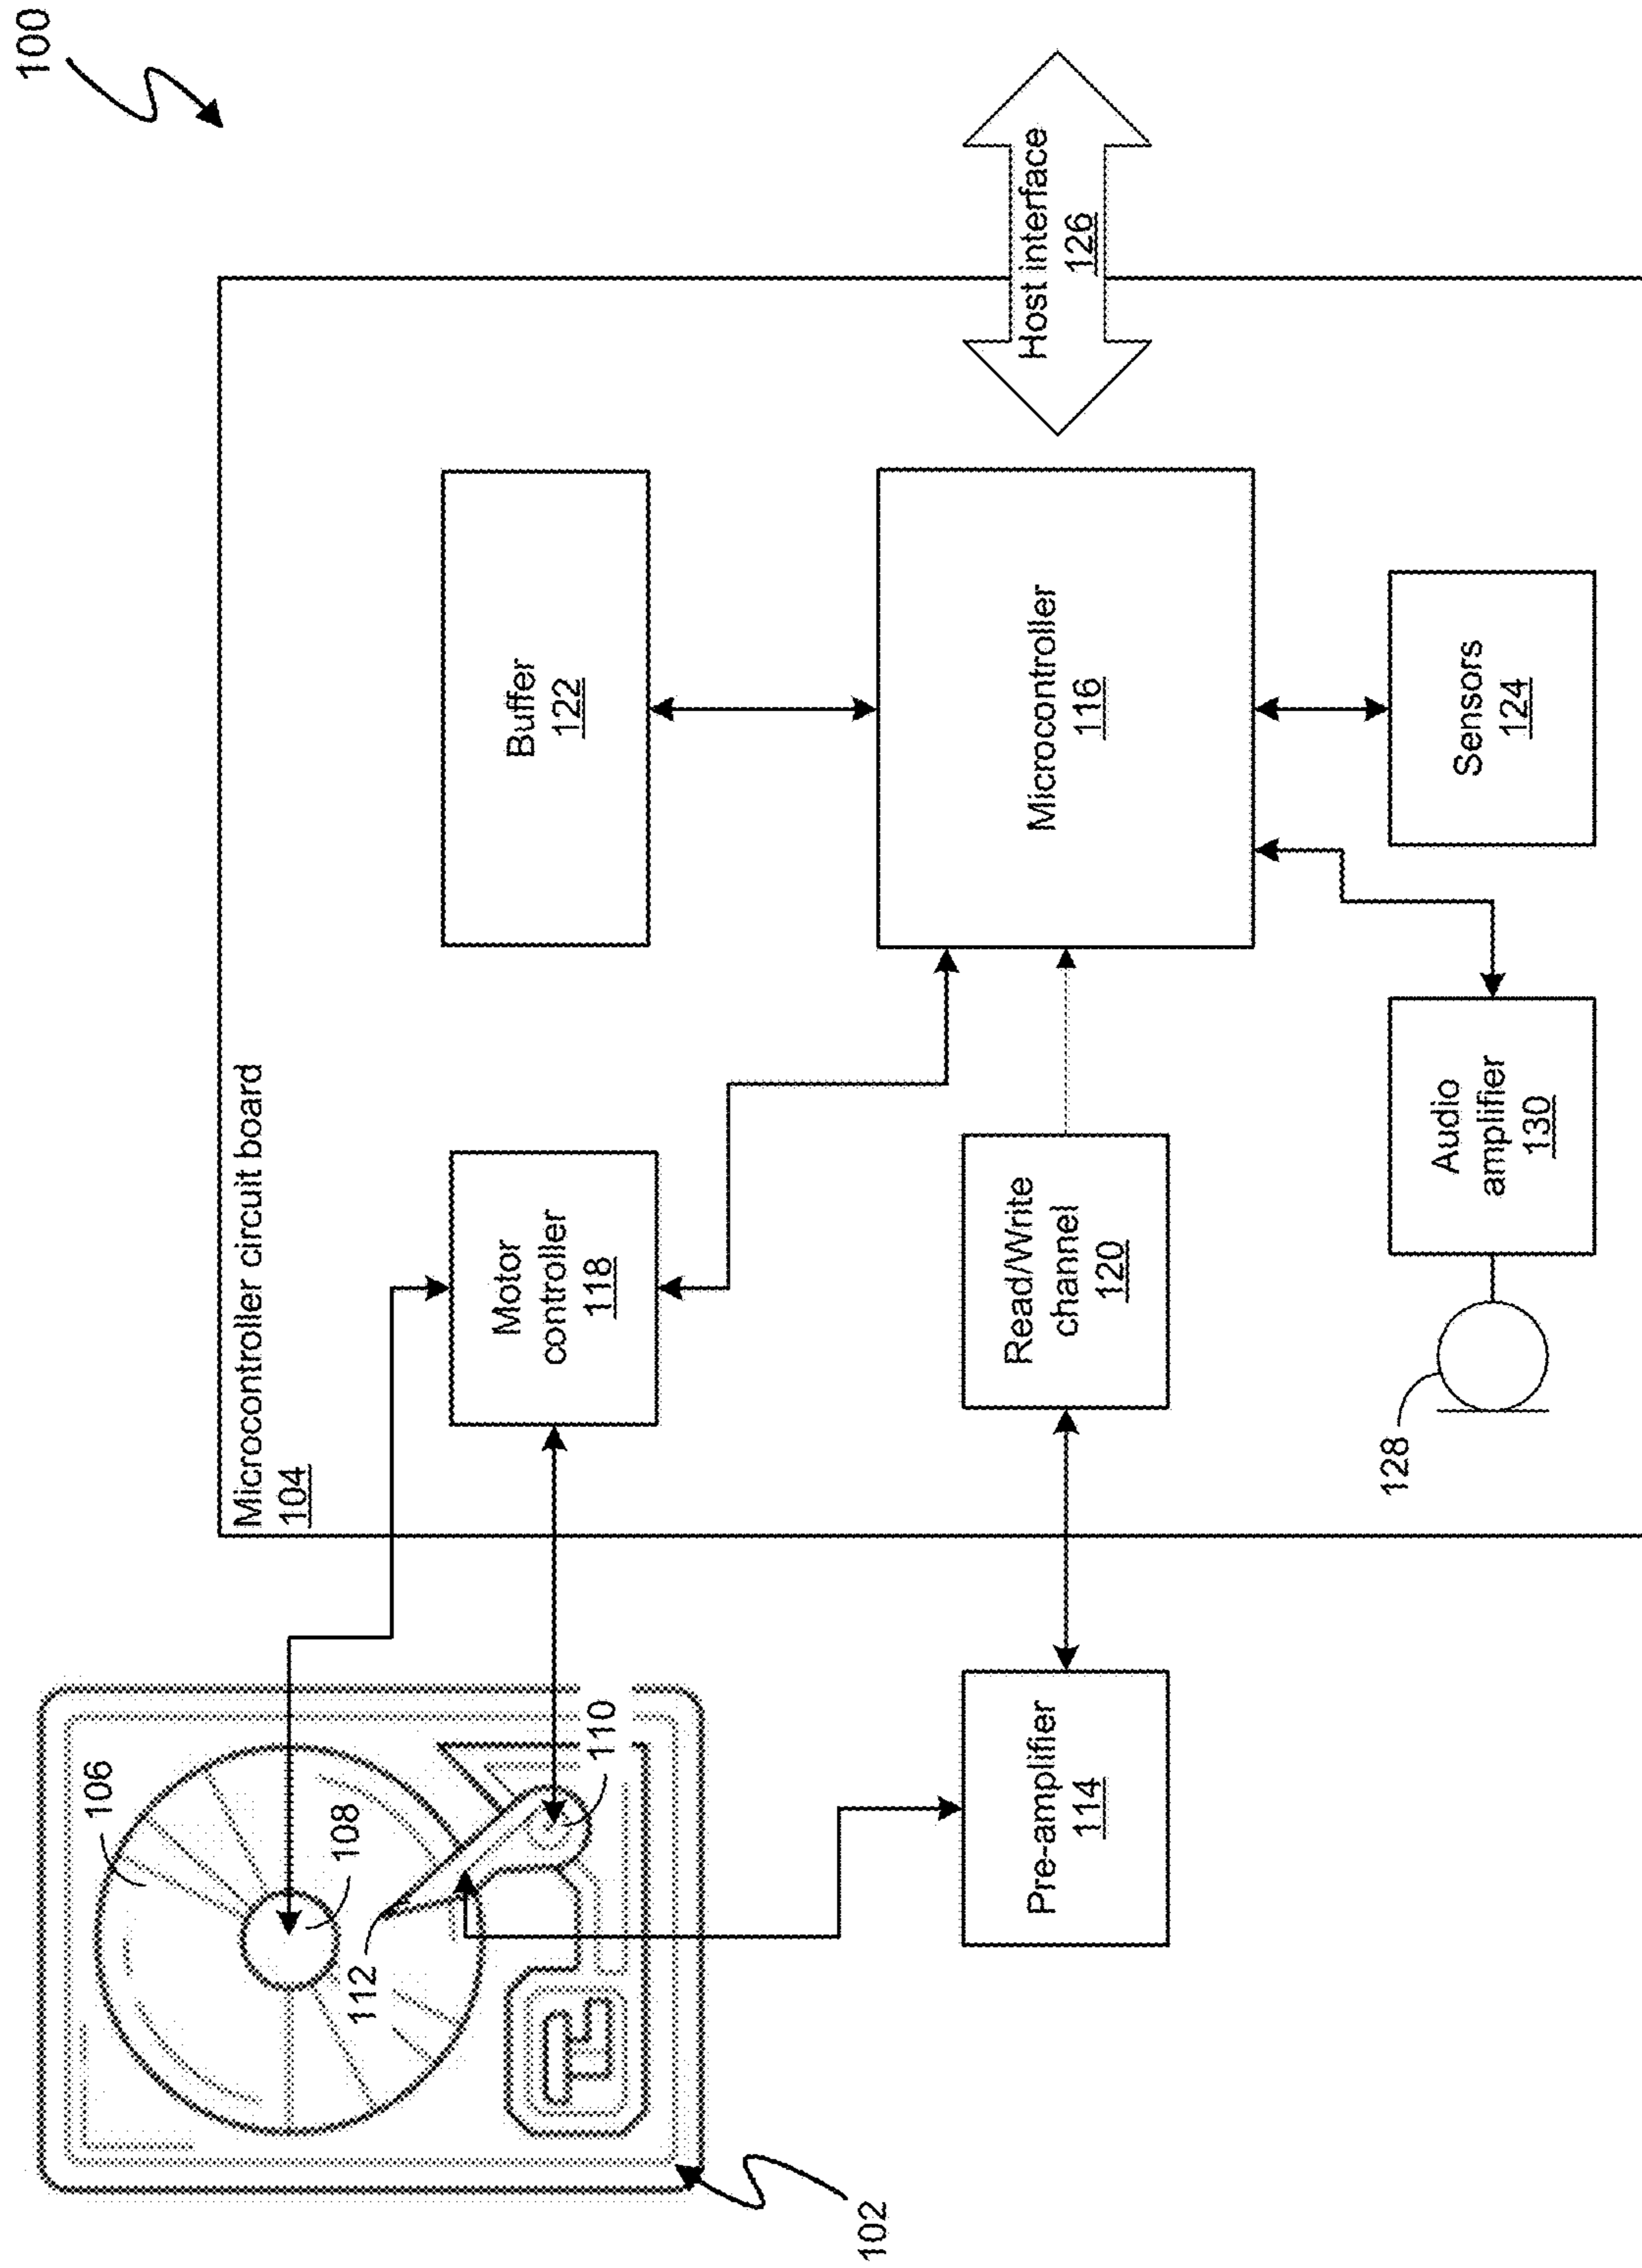 100
Microcontroller circuit board
104
106
108
112
110
102
Motor
controller
118
Buffer
122
Pre-amplifier
114
Read/Write
channel
120
Microcontroller
116
Host interface
126
128
Audio
amplifier
130
Sensors
124